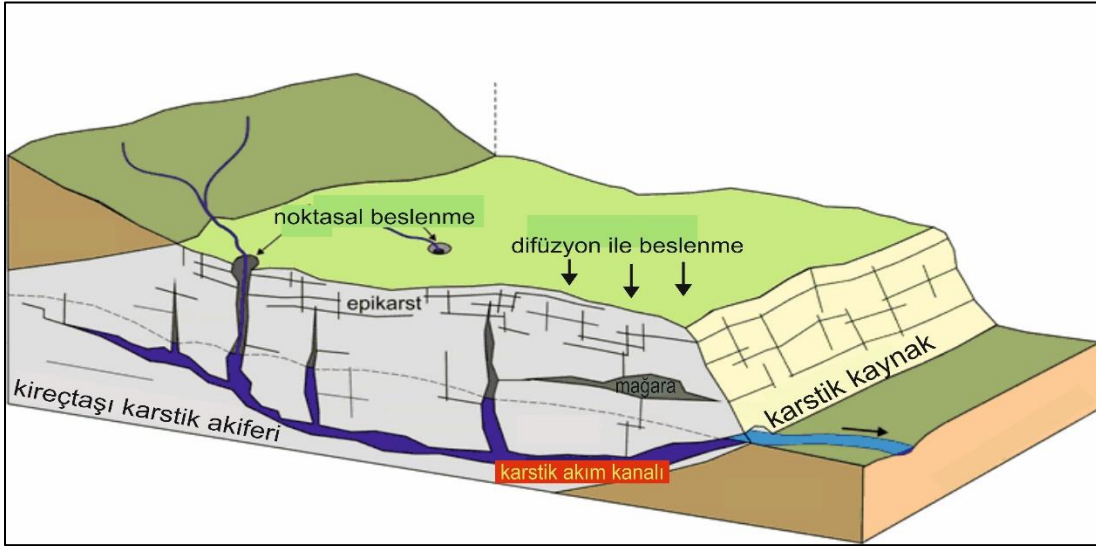 noktasal beslenme
difüzyon ile beslenme
epikarst
mağara
karstik kaynak
kireçtaşı karstik akiferi
karstik akım kanalı